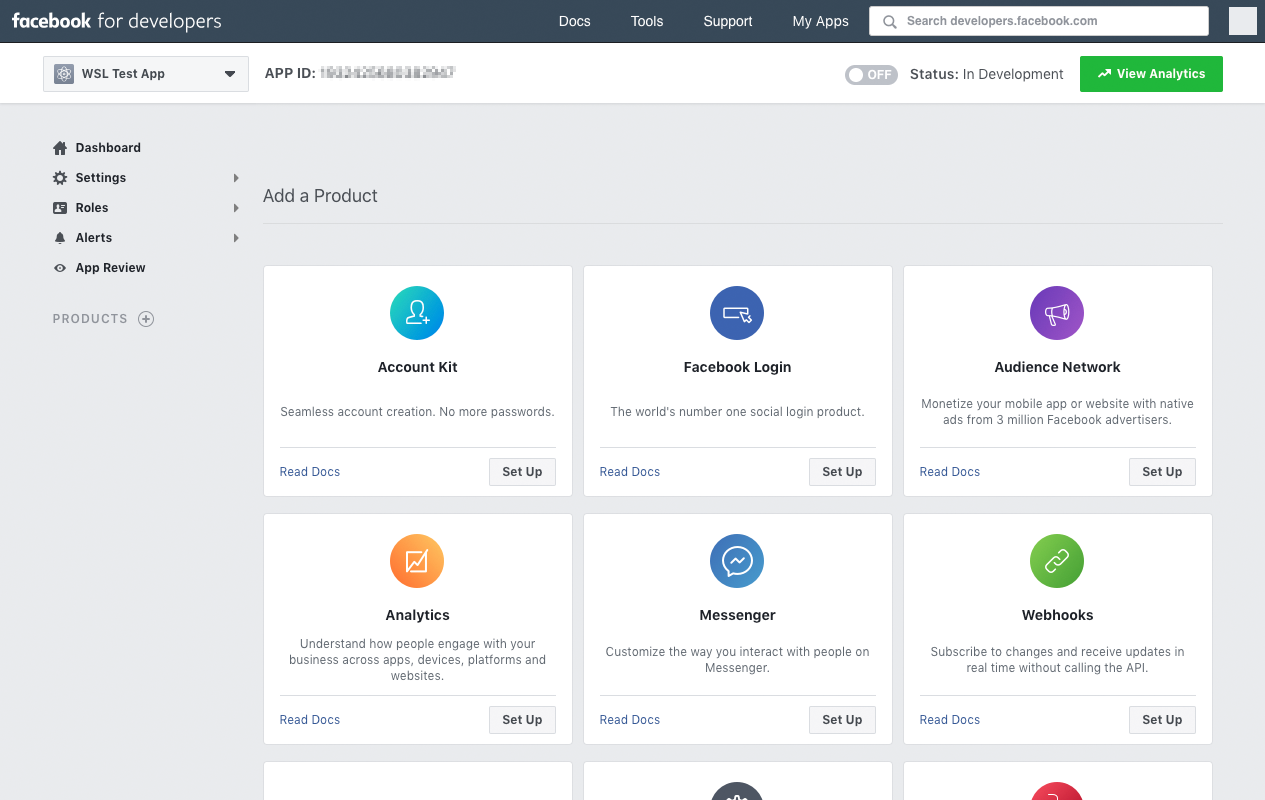 facebook for developers Docs Tools Support My Apps Search developers.facebook.com
WSL Test App APP ID: OFF Status: In Development View Analytics
Dashboard
Settings
Roles
Alerts
App Review
PRODUCTS
Add a Product
Account Kit
Seamless account creation. No more passwords.
Read Docs Set Up
Facebook Login
The world's number one social login product.
Read Docs Set Up
Audience Network
Monetize your mobile app or website with native
ads from 3 million Facebook advertisers.
Read Docs Set Up
Analytics
Understand how people engage with your
business across apps, devices, platforms and
websites.
Read Docs Set Up
Messenger
Customize the way you interact with people on
Messenger.
Read Docs Set Up
Webhooks
Subscribe to changes and receive updates in
real time without calling the API.
Read Docs Set Up